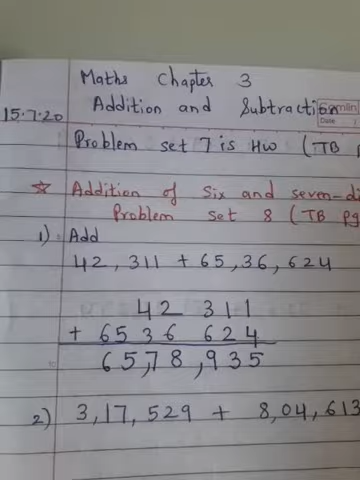 Maths Chapter 3
15.7.20 Addition and Subtraction
Problem set 7 is HW (TB
☆ Addition of Six and seven-di
Problem set 8 (TB pg
1) Add
42,311 + 65,36,624
42 311
+ 6536 624
65,78,935
2) 3,17,529 + 8,04,613